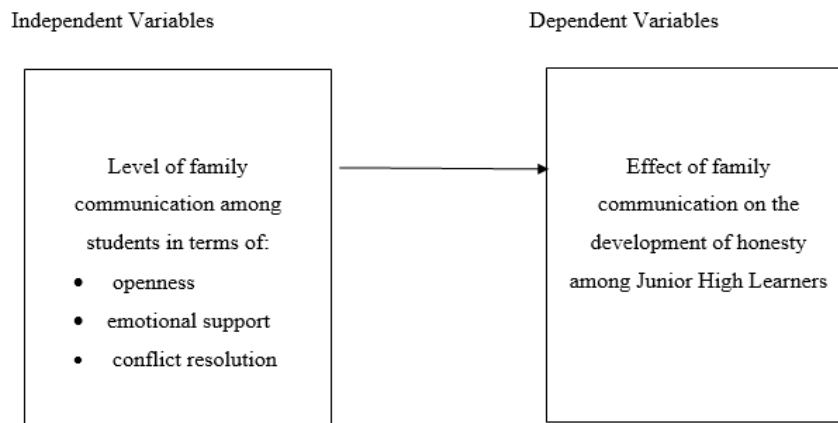 Independent Variables
Dependent Variables
Level of family
communication among
students in terms of:
• openness
• emotional support
• conflict resolution
Effect of family
communication on the
development of honesty
among Junior High Learners